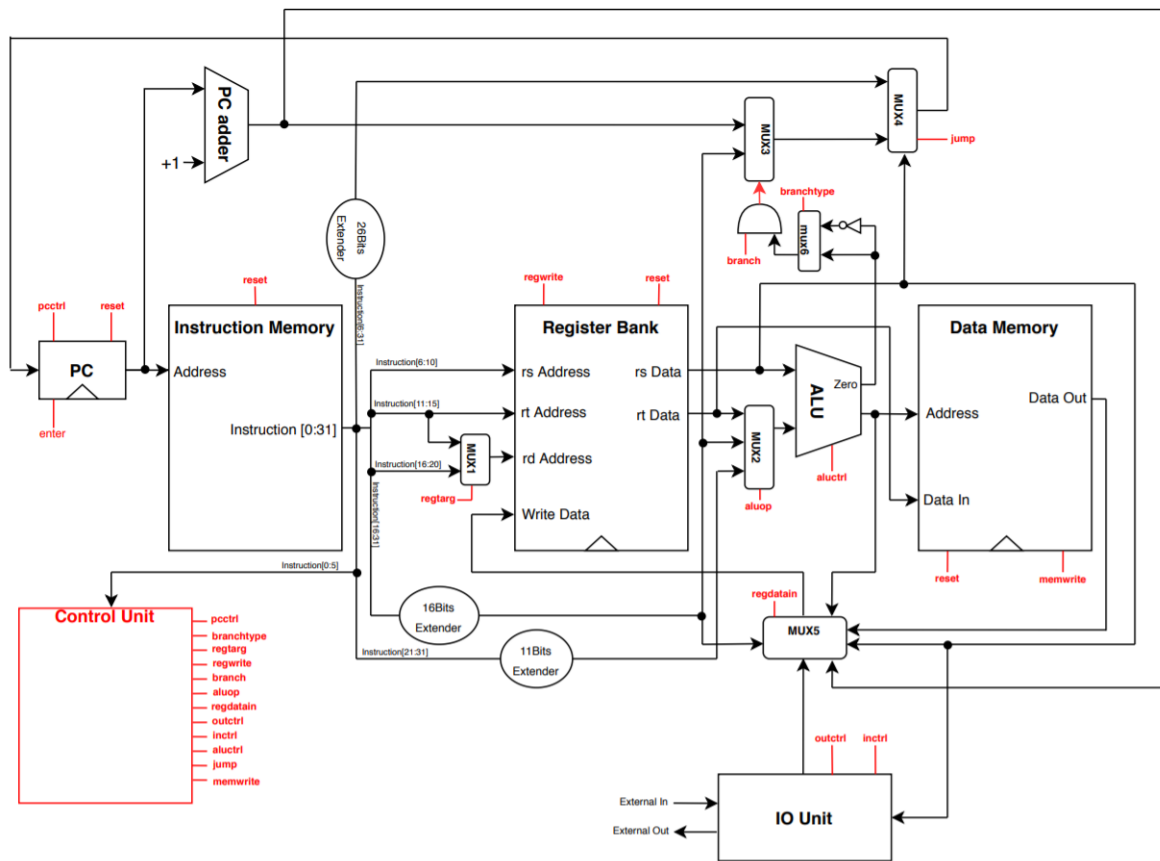 PC adder
+1
MUX3
MUX4
jump
branchtype
mux6
branch
26Bits
Extender
Instruction[6:31]
pcctrl
reset
PC
enter
reset
Instruction Memory
Address
Instruction [0:31]
Instruction[6:10]
Instruction[11:15]
Instruction[16:20]
Instruction[16:31]
MUX1
regtarg
regwrite
reset
Register Bank
rs Address
rs Data
rt Address
rt Data
rd Address
Write Data
MUX2
aluop
ALU
Zero
aluctrl
Data Memory
Address
Data Out
Data In
reset
memwrite
Instruction[0:5]
Control Unit
pcctrl
branchtype
regtarg
regwrite
branch
aluop
regdatain
outctrl
inctrl
aluctrl
jump
memwrite
16Bits
Extender
Instruction[21:31]
11Bits
Extender
regdatain
MUX5
outctrl
inctrl
External In
External Out
IO Unit